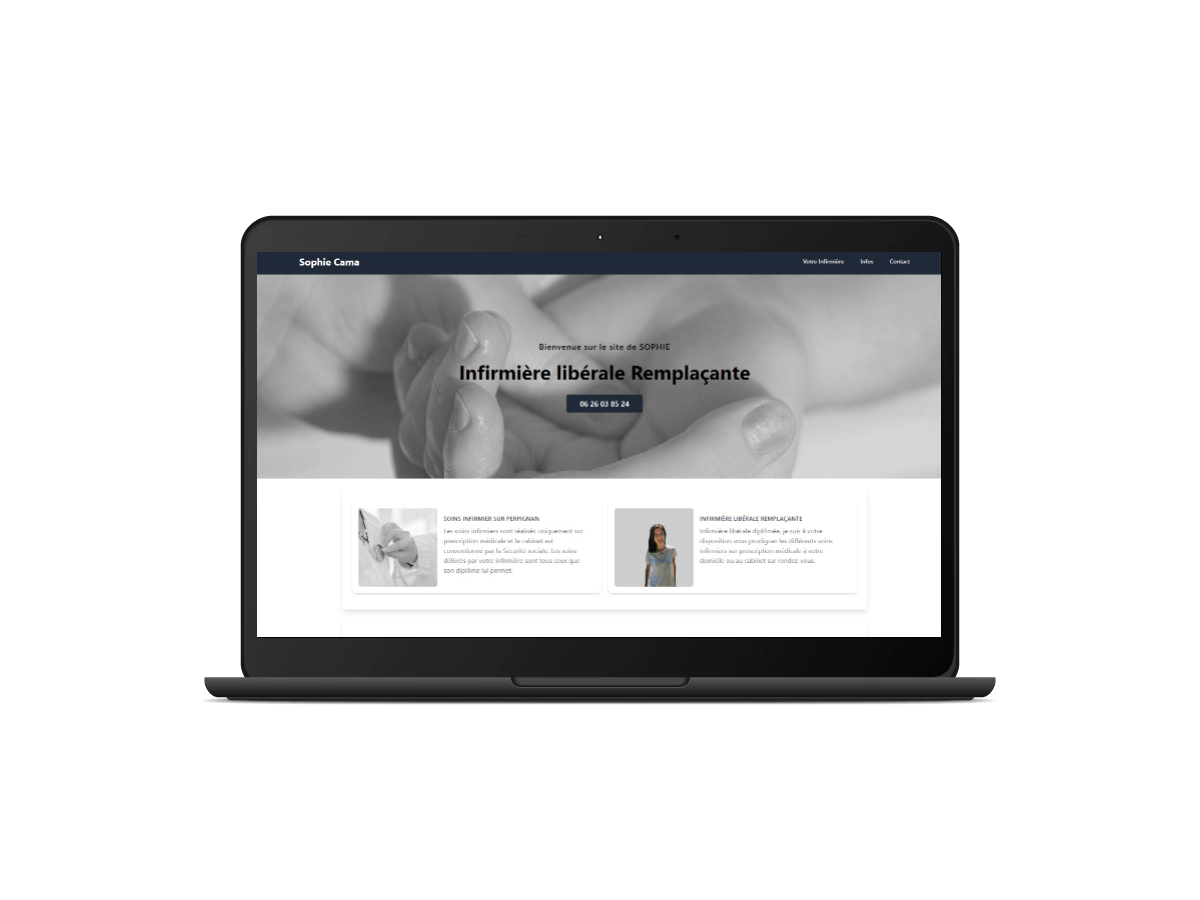 Sophie Cama
Votre Infirmière Infos Contact
Bienvenue sur le site de SOPHIE
Infirmière libérale Remplaçante
06 26 03 85 24
SOINS INFIRMIER SUR PERPIGNAN
Les soins infirmiers sont réalisés uniquement sur
prescription médicale et le cabinet est
conventionné par la Sécurité sociale. Les soins
délivrés par votre infirmière sont tous ceux que
son diplôme lui permet.
INFIRMIÈRE LIBÉRALE REMPLAÇANTE
Infirmière libérale diplômée, je suis à votre
disposition vous prodiguer les différents soins
infirmiers sur prescription médicale à votre
domicile ou au cabinet sur rendez-vous.